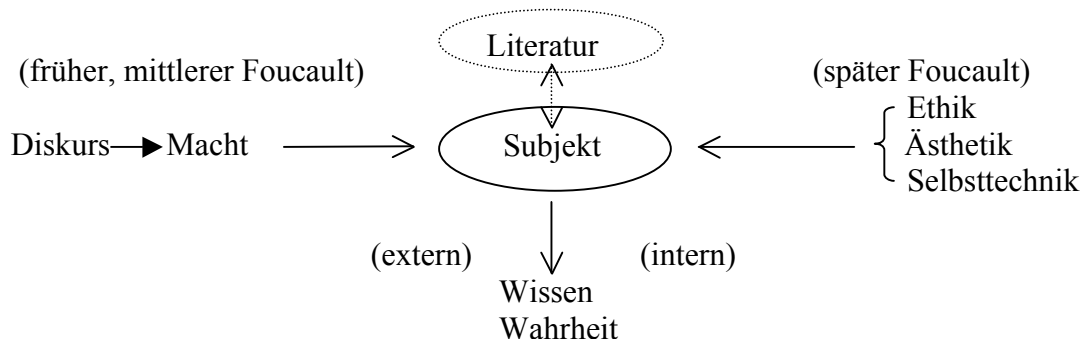 Literatur
(früher, mittlerer Foucault)
(später Foucault)
Ethik
Diskurs Macht
Subjekt
Ästhetik
Selbsttechnik
(extern)
(intern)
Wissen
Wahrheit